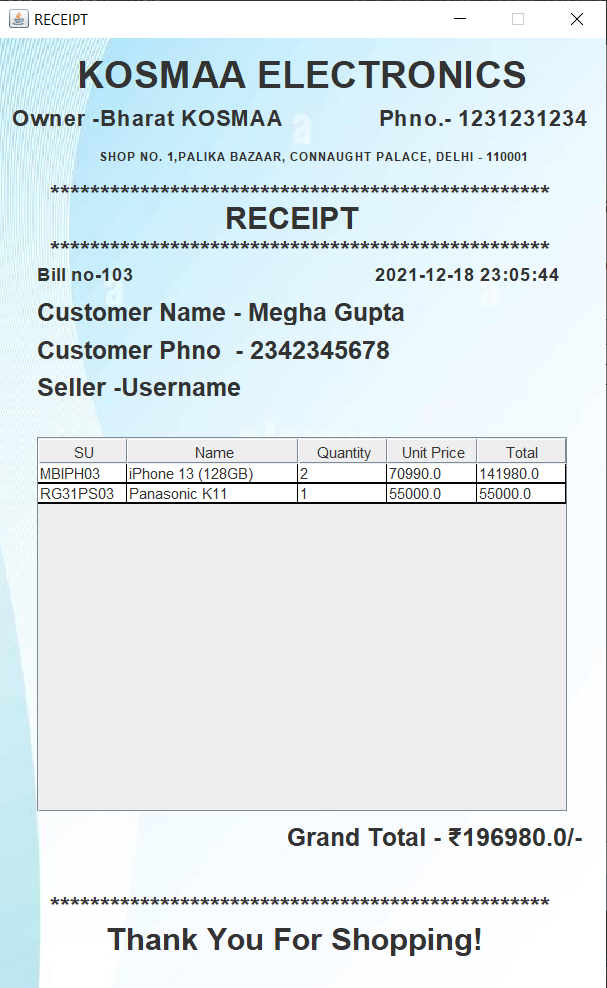 RECEIPT
KOSMAA ELECTRONICS
Owner -Bharat KOSMAA Phno.- 1231231234
SHOP NO. 1,PALIKA BAZAAR, CONNAUGHT PALACE, DELHI - 110001
**************************************************
RECEIPT
**************************************************
Bill no-103 2021-12-18 23:05:44
Customer Name - Megha Gupta
Customer Phno - 2342345678
Seller -Username
SU Name Quantity Unit Price Total
MBIPH03 iPhone 13 (128GB) 2 70990.0 141980.0
RG31PS03 Panasonic K11 1 55000.0 55000.0
Grand Total - ₹196980.0/-
**************************************************
Thank You For Shopping!